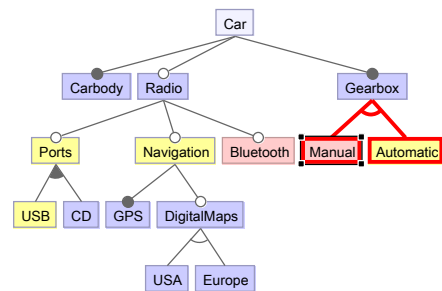 Car
Carbody Radio Gearbox
Ports Navigation Bluetooth Manual Automatic
USB CD GPS DigitalMaps
USA Europe